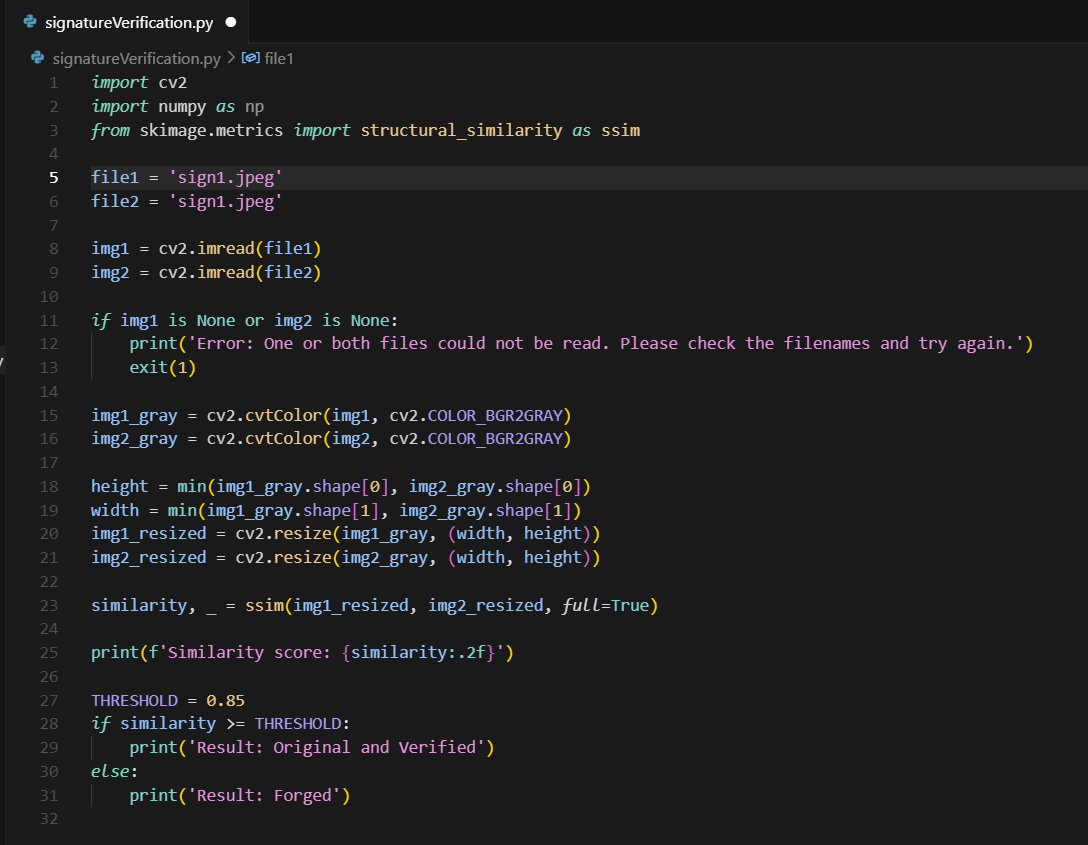 signatureVerification.py
signatureVerification.py > file1
1 import cv2
2 import numpy as np
3 from skimage.metrics import structural_similarity as ssim
4
5 file1 = 'sign1.jpeg'
6 file2 = 'sign1.jpeg'
7
8 img1 = cv2.imread(file1)
9 img2 = cv2.imread(file2)
10
11 if img1 is None or img2 is None:
12     print('Error: One or both files could not be read. Please check the filenames and try again.')
13     exit(1)
14
15 img1_gray = cv2.cvtColor(img1, cv2.COLOR_BGR2GRAY)
16 img2_gray = cv2.cvtColor(img2, cv2.COLOR_BGR2GRAY)
17
18 height = min(img1_gray.shape[0], img2_gray.shape[0])
19 width = min(img1_gray.shape[1], img2_gray.shape[1])
20 img1_resized = cv2.resize(img1_gray, (width, height))
21 img2_resized = cv2.resize(img2_gray, (width, height))
22
23 similarity, _ = ssim(img1_resized, img2_resized, full=True)
24
25 print(f'Similarity score: {similarity:.2f}')
26
27 THRESHOLD = 0.85
28 if similarity >= THRESHOLD:
29     print('Result: Original and Verified')
30 else:
31     print('Result: Forged')
32